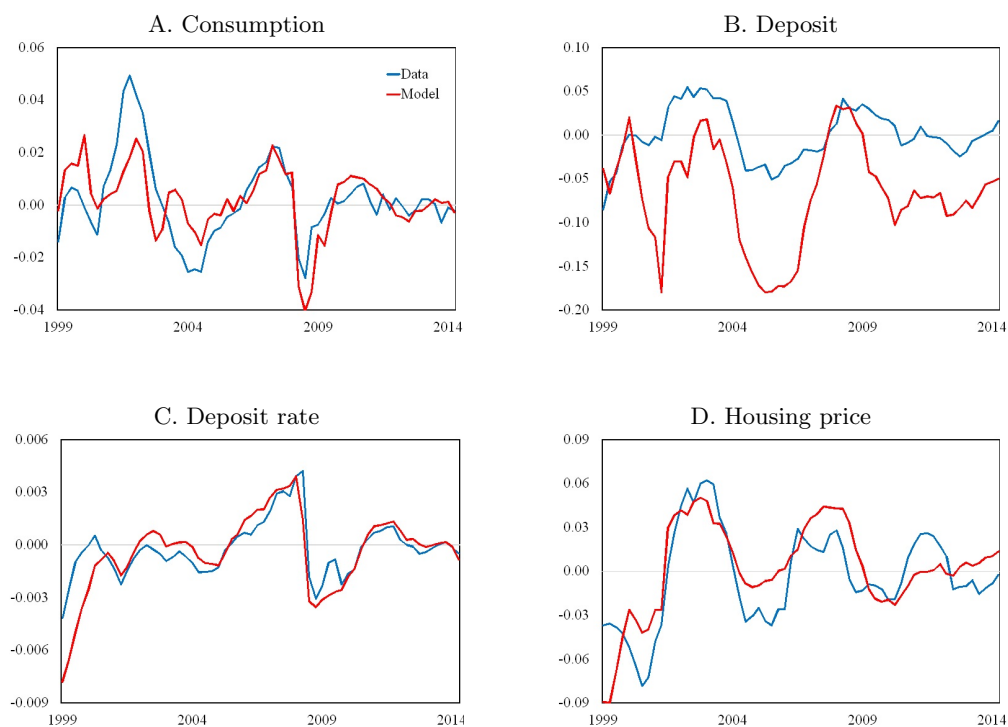 A. Consumption
0.06
0.04
0.02
0.00
-0.02
-0.04
1999 2004 2009 2014
Data
Model
B. Deposit
0.10
0.05
0.00
-0.05
-0.10
-0.15
-0.20
1999 2004 2009 2014
C. Deposit rate
0.006
0.003
0.000
-0.003
-0.006
-0.009
1999 2004 2009 2014
D. Housing price
0.09
0.06
0.03
0.00
-0.03
-0.06
-0.09
1999 2004 2009 2014